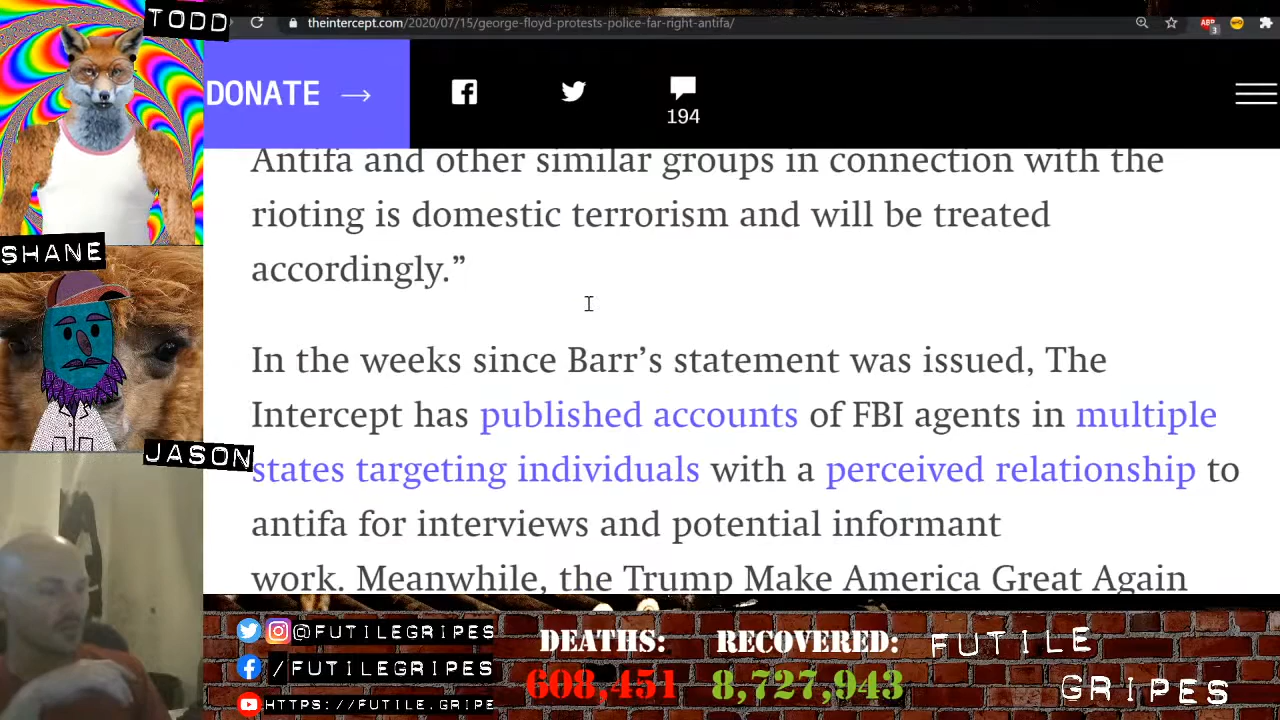 TODD
theintercept.com/2020/07/15/george-floyd-protests-police-far-right-antifa/
ABP
3
DONATE →
194
Antifa and other similar groups in connection with the
rioting is domestic terrorism and will be treated
accordingly.”
SHANE
In the weeks since Barr’s statement was issued, The
Intercept has published accounts of FBI agents in multiple
JASON
states targeting individuals with a perceived relationship to
antifa for interviews and potential informant
work. Meanwhile, the Trump Make America Great Again
@FUTILEGRIPES
/FUTILEGRIPES
HTTPS://FUTILE.GRIPE
DEATHS: RECOVERED:
608,451 8,727,943
FUTILE
GRIPES